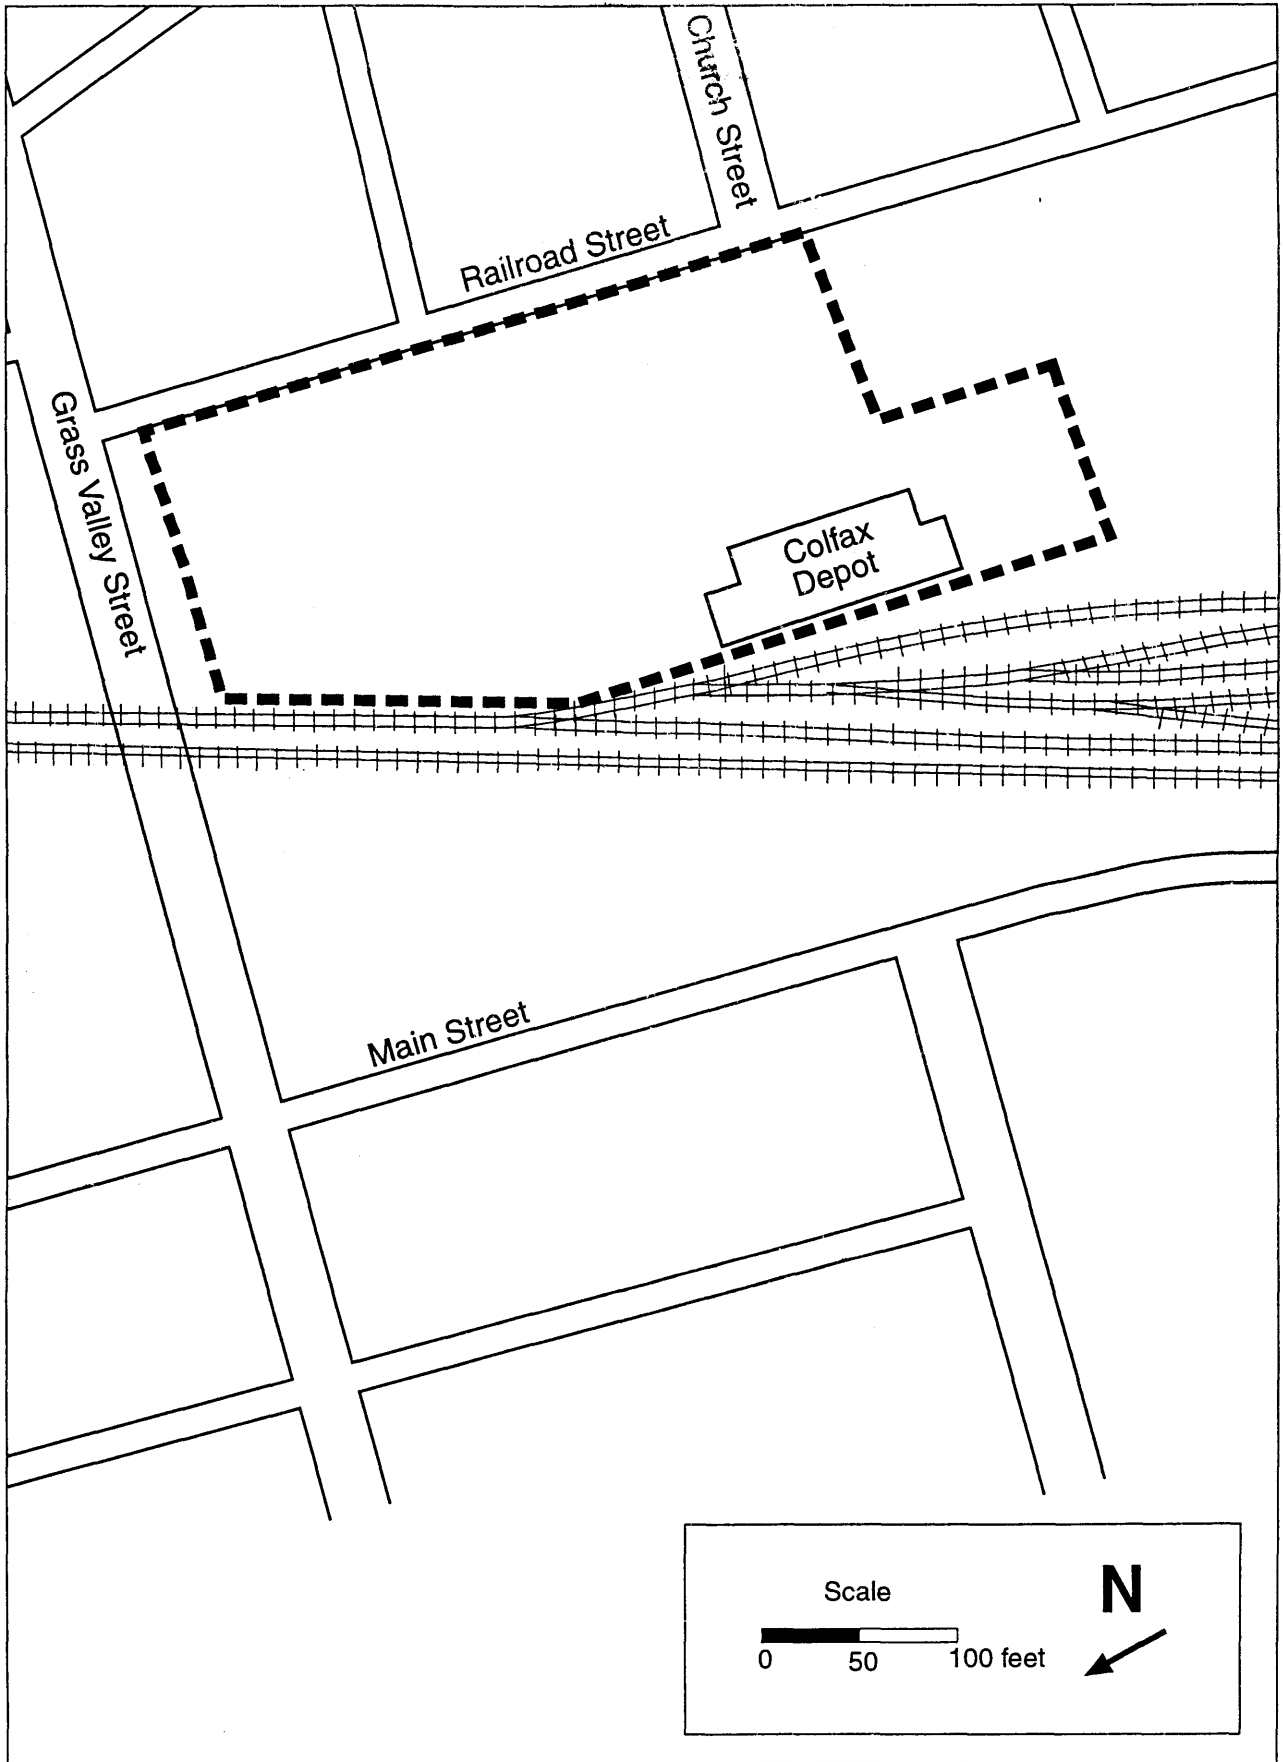 Church Street
Railroad Street
Grass Valley Street
Colfax
Depot
Main Street
Scale
N
0 50 100 feet